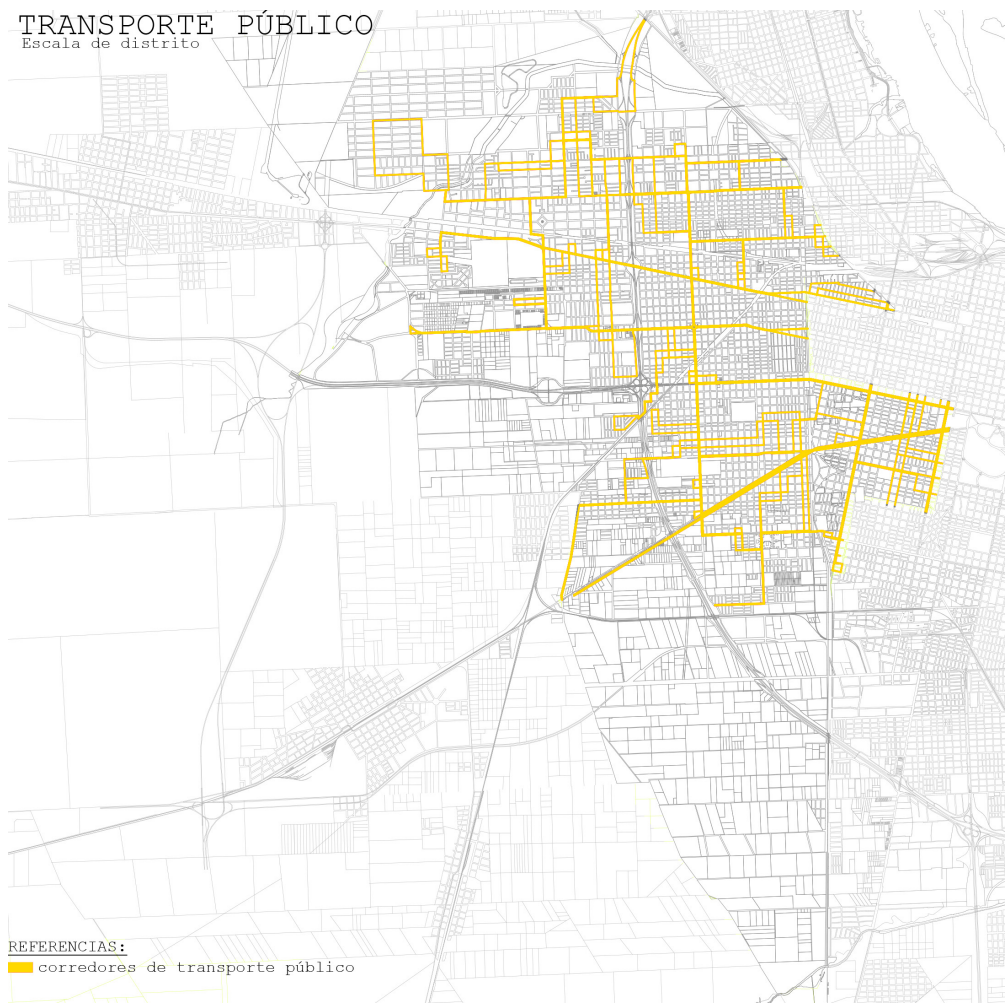 TRANSPORTE PÚBLICO
Escala de distrito
REFERENCIAS:
corredores de transporte público